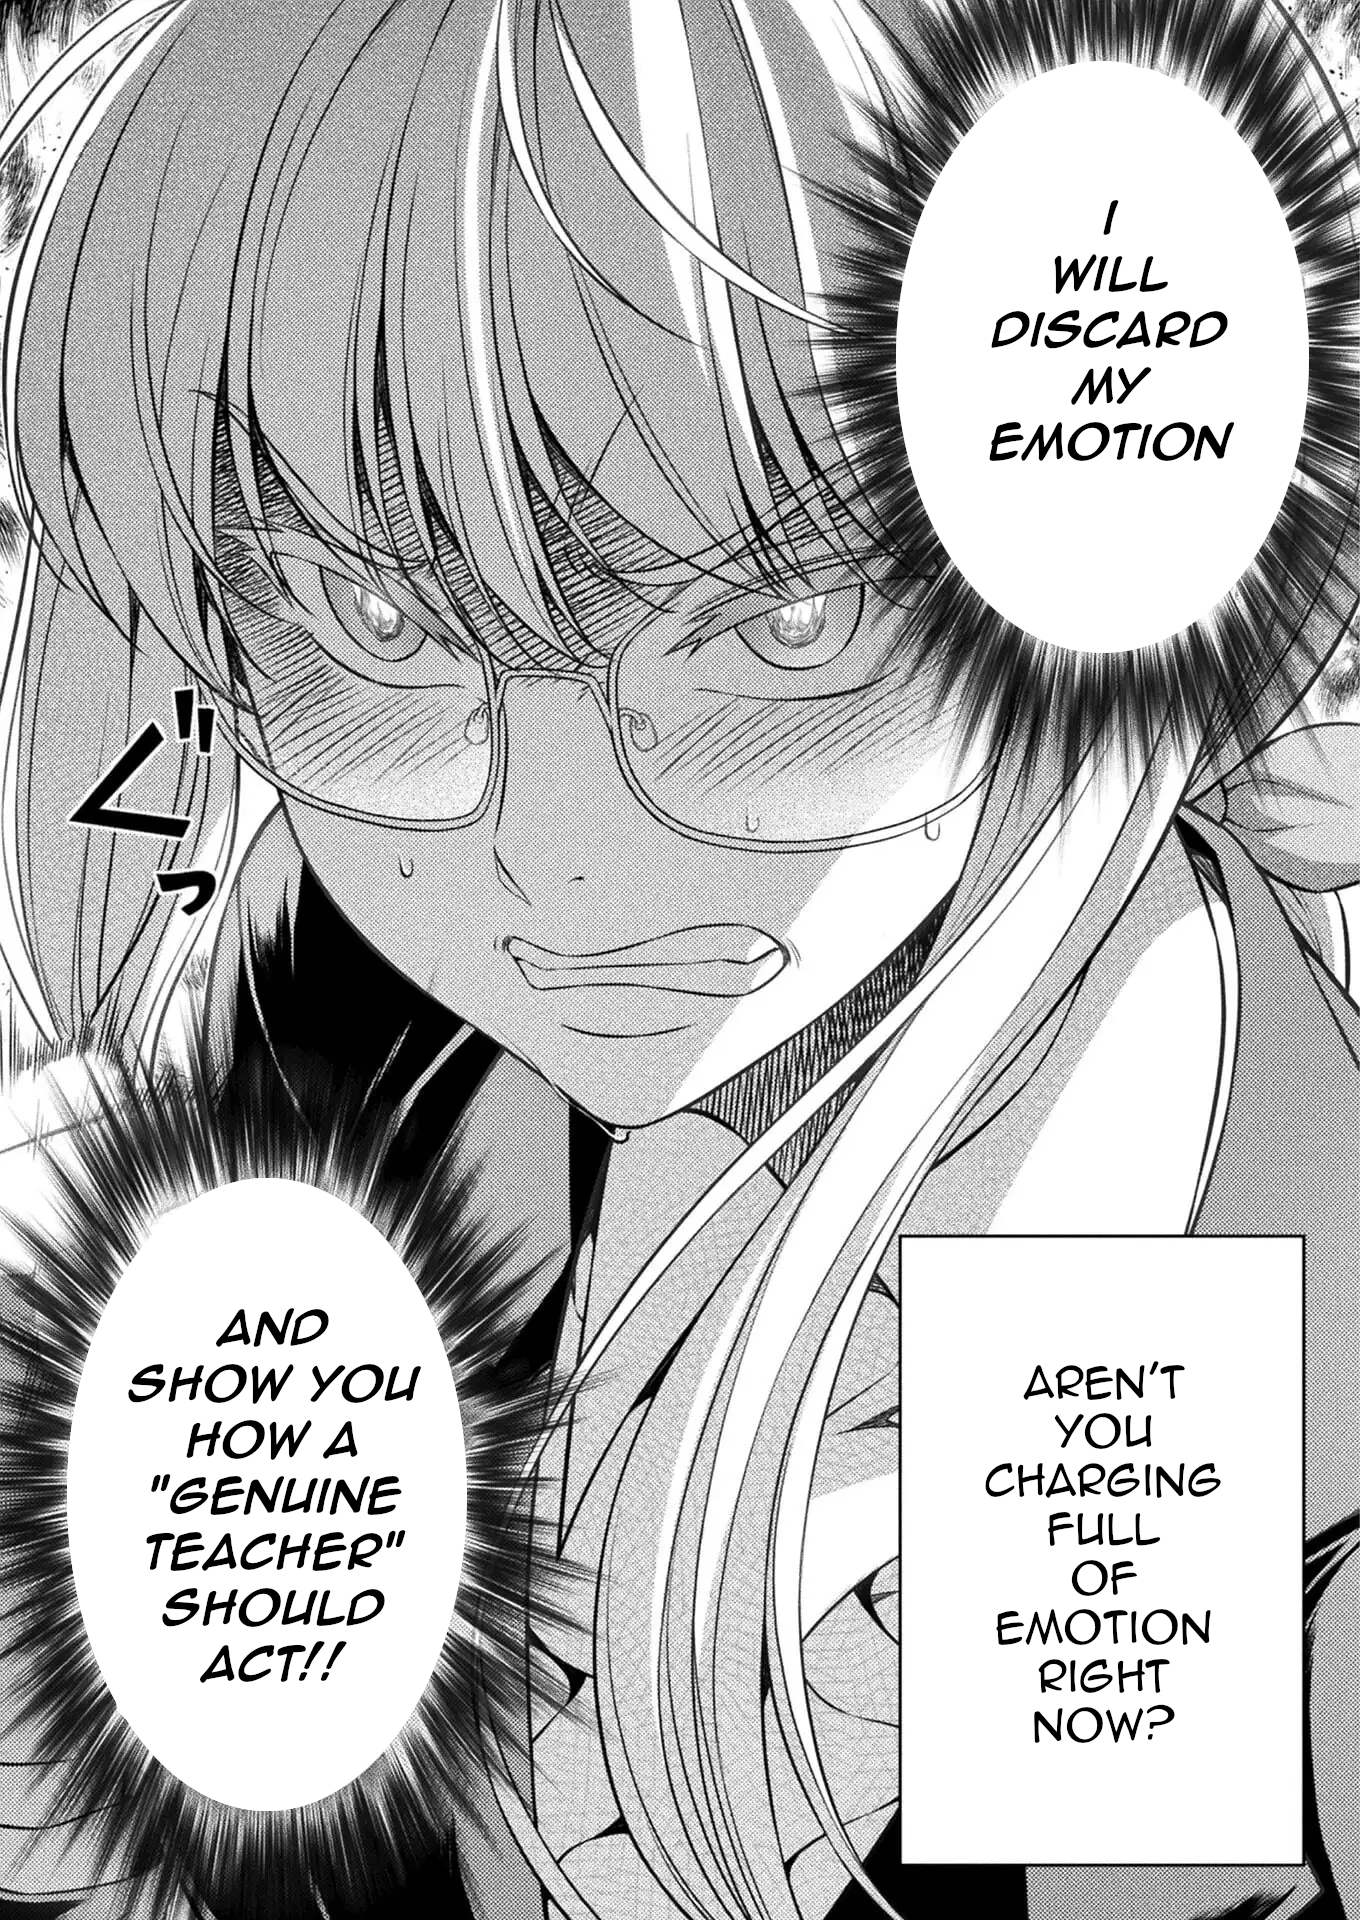 I
WILL
DISCARD
MY
EMOTION
ぐっ
AND
SHOW YOU
HOW A
"GENUINE
TEACHER"
SHOULD
ACT!!
AREN'T
YOU
CHARGING
FULL
OF
EMOTION
RIGHT
NOW?